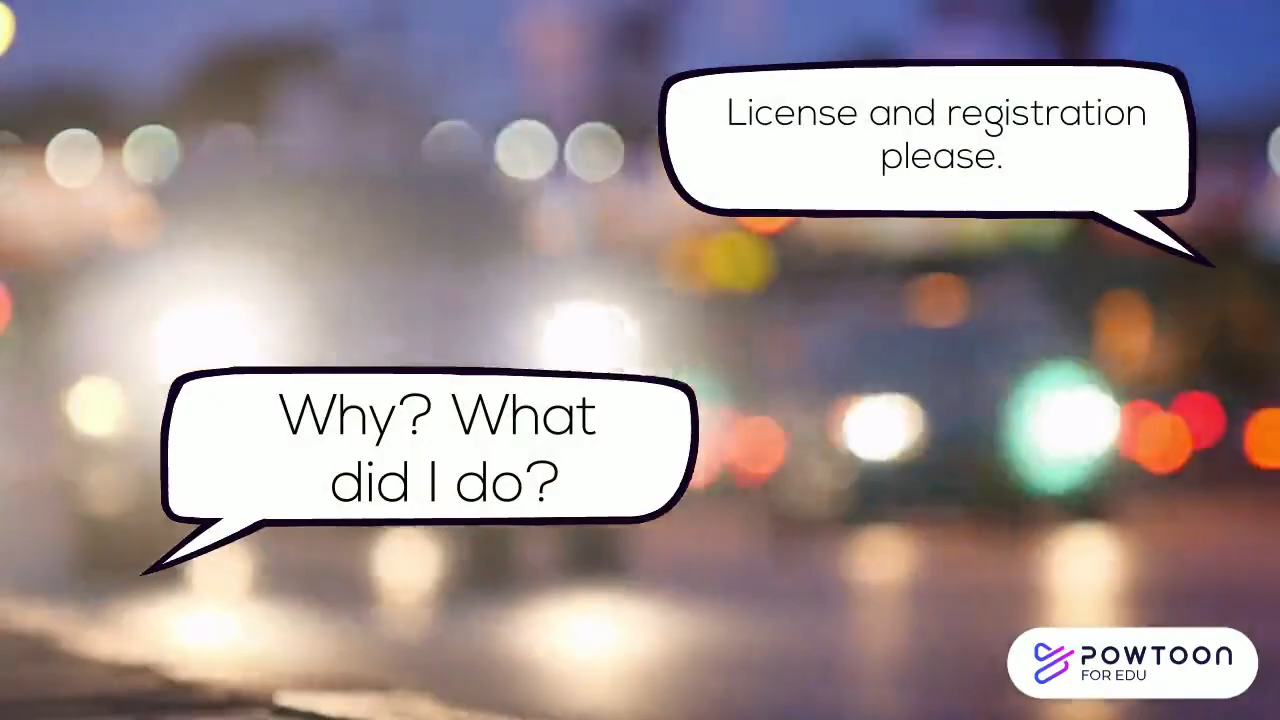 License and registration
please.
Why? What
did I do?
POWTOON
FOR EDU